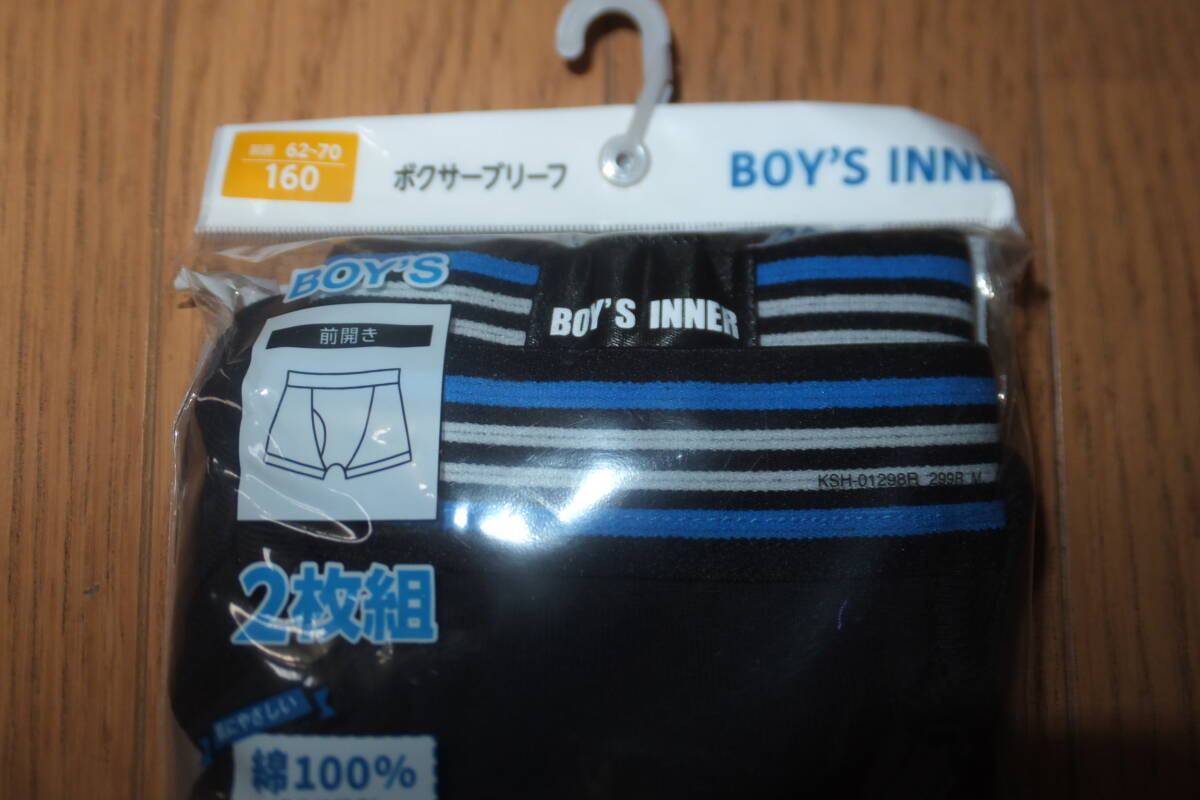 胴囲 62~70
160
ボクサーブリーフ
BOY'S INNE
BOY'S
前開き
BOY'S INNER
KSH-01298R 299R M
2枚組
肌にやさしい
綿100%